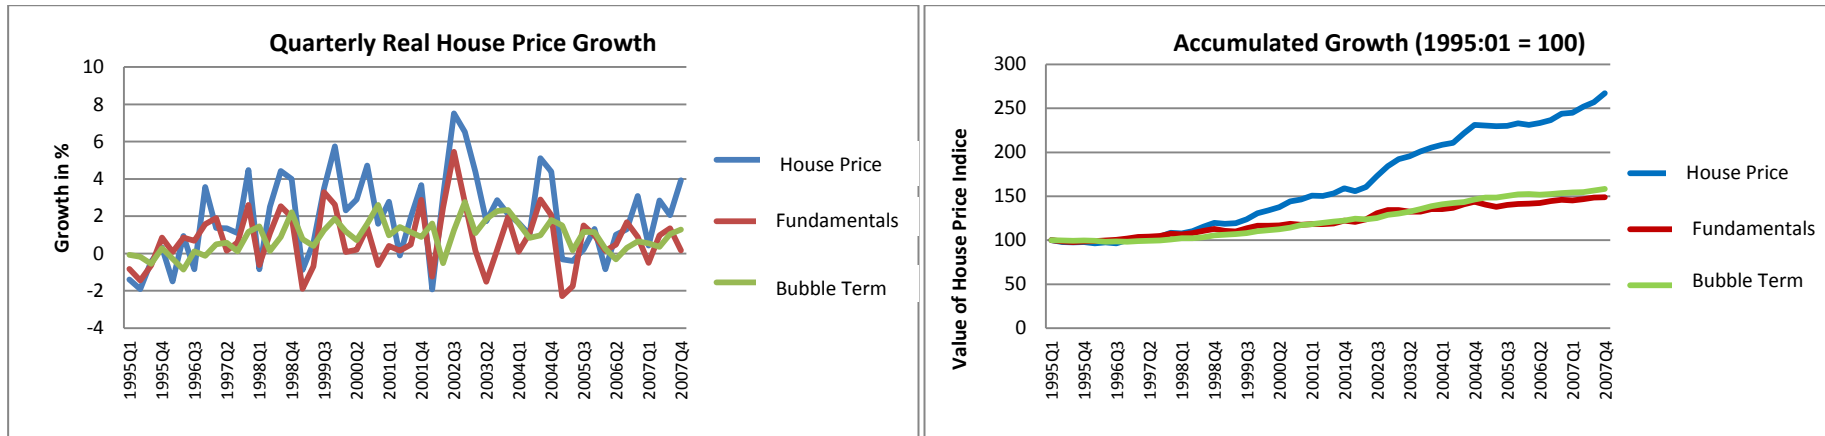 Quarterly Real House Price Growth
Growth in %
10
8
6
4
2
0
-2
-4
1995Q1
1995Q4
1996Q3
1997Q2
1998Q1
1998Q4
1999Q3
2000Q2
2001Q1
2001Q4
2002Q3
2003Q2
2004Q1
2004Q4
2005Q3
2006Q2
2007Q1
2007Q4
House Price
Fundamentals
Bubble Term
Accumulated Growth (1995:01 = 100)
Value of House Price Indice
300
250
200
150
100
50
0
1995Q1
1995Q4
1996Q3
1997Q2
1998Q1
1998Q4
1999Q3
2000Q2
2001Q1
2001Q4
2002Q3
2003Q2
2004Q1
2004Q4
2005Q3
2006Q2
2007Q1
2007Q4
House Price
Fundamentals
Bubble Term